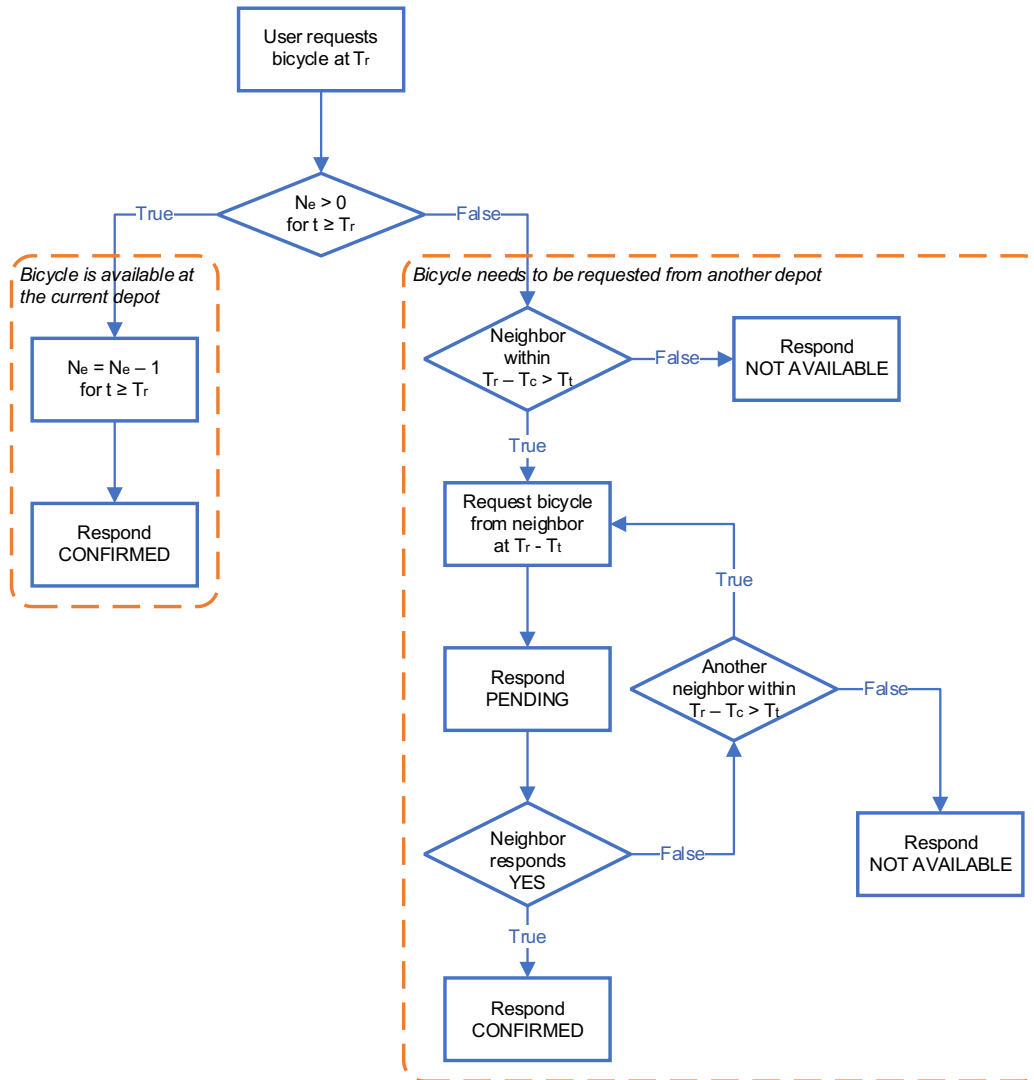 User requests
bicycle at Tr
Ne > 0
for t ≥ Tr
True
False
Bicycle is available at
the current depot
Bicycle needs to be requested from another depot
Ne = Ne – 1
for t ≥ Tr
Respond
CONFIRMED
Neighbor
within
Tr – Tc > Tt
False
Respond
NOT AVAILABLE
True
Request bicycle
from neighbor
at Tr - Tt
True
Respond
PENDING
Another
neighbor within
Tr – Tc > Tt
False
Neighbor
responds
YES
False
Respond
NOT AVAILABLE
True
Respond
CONFIRMED